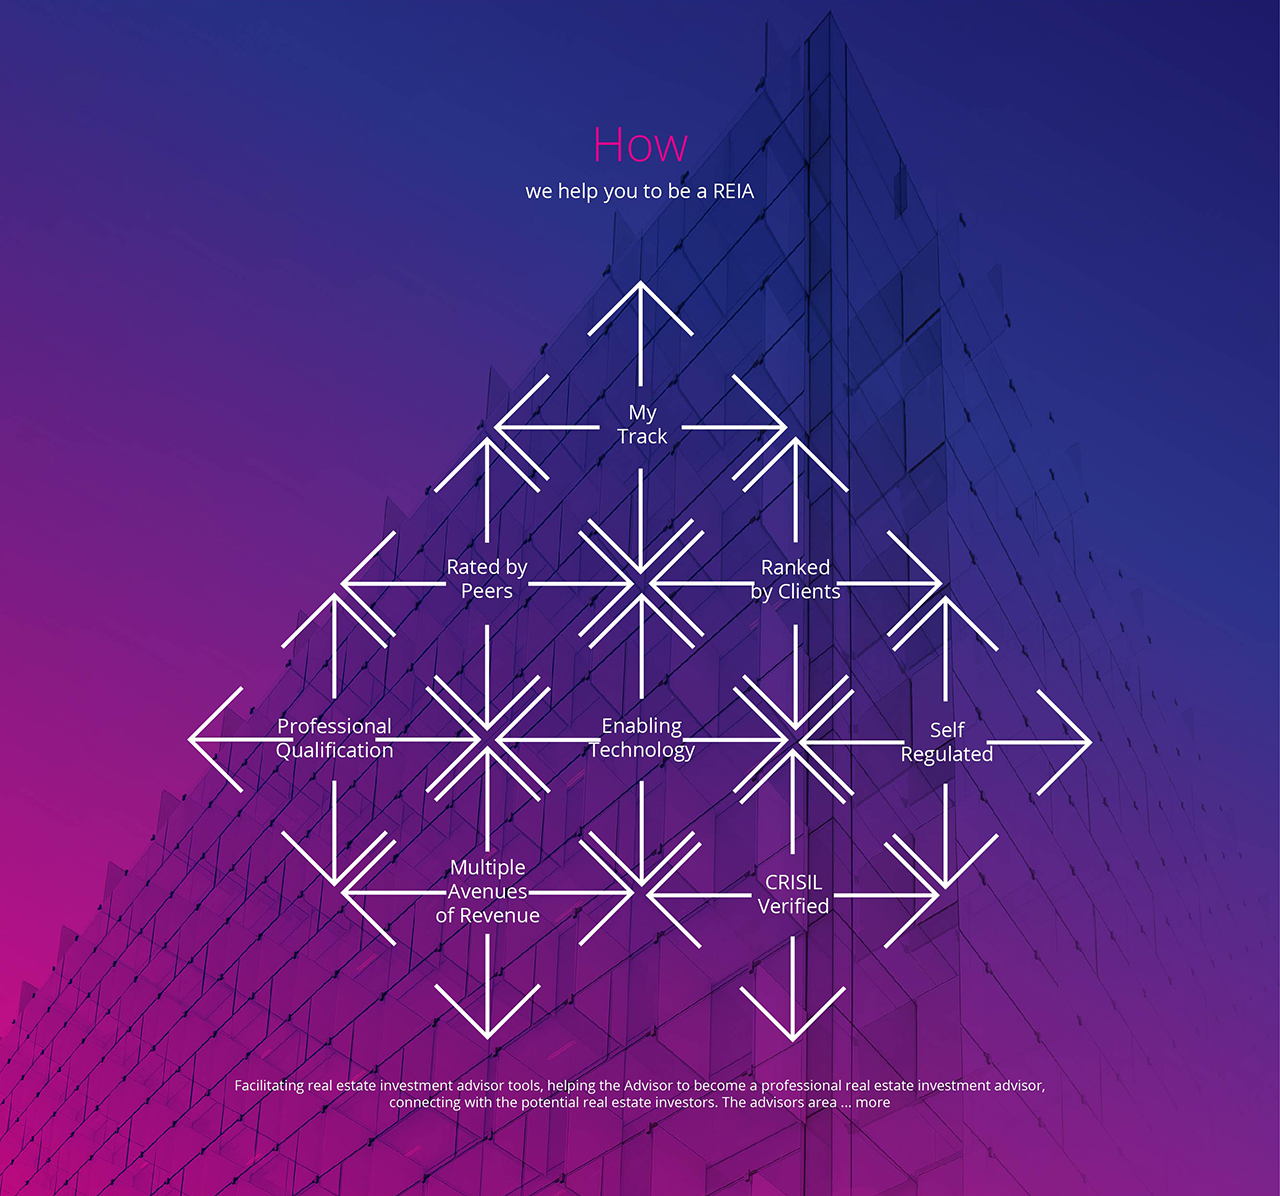 How
we help you to be a REIA
My
Track
Rated by
Peers
Ranked
by Clients
Professional
Qualification
Enabling
Technology
Self
Regulated
Multiple
Avenues
of Revenue
CRISIL
Verified
Facilitating real estate investment advisor tools, helping the Advisor to become a professional real estate investment advisor,
connecting with the potential real estate investors. The advisors area ... more